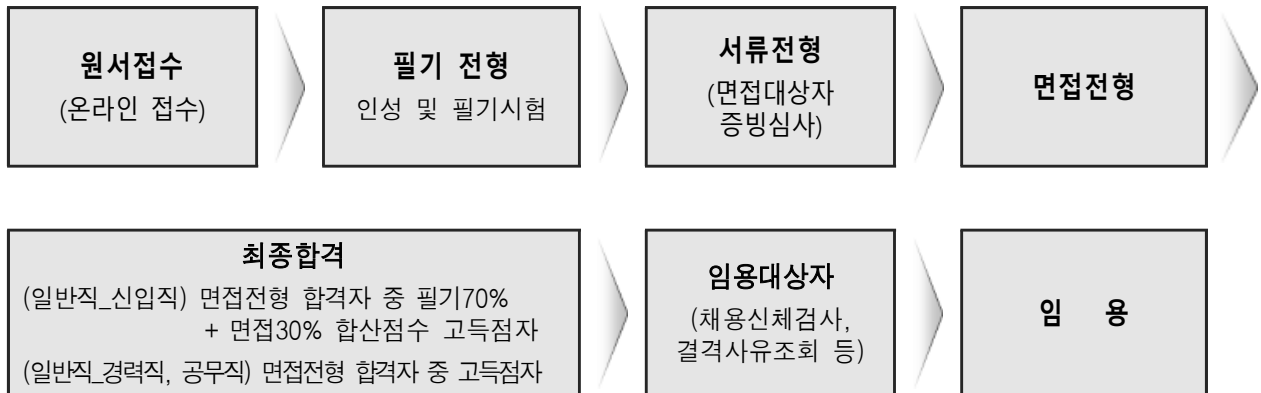 원서접수
(온라인 접수)
필기 전형
인성 및 필기시험
서류전형
(면접대상자
증빙심사)
면접전형
최종합격
(일반직_신입직) 면접전형 합격자 중 필기70%
+ 면접30% 합산점수 고득점자
(일반직_경력직, 공무직) 면접전형 합격자 중 고득점자
임용대상자
(채용신체검사,
결격사유조회 등)
임 용